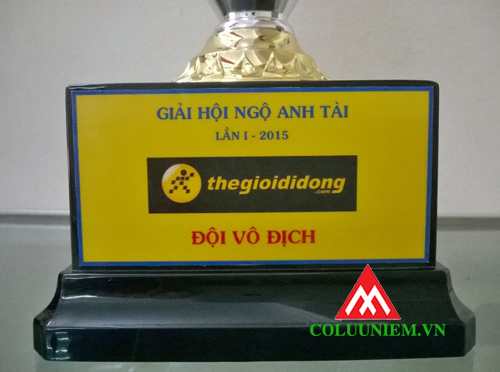 GIẢI HỘI NGỘ ANH TÀI
LẦN I - 2015
thegioididong
.com
ĐỘI VÔ ĐỊCH
COLUUNIEM.VN